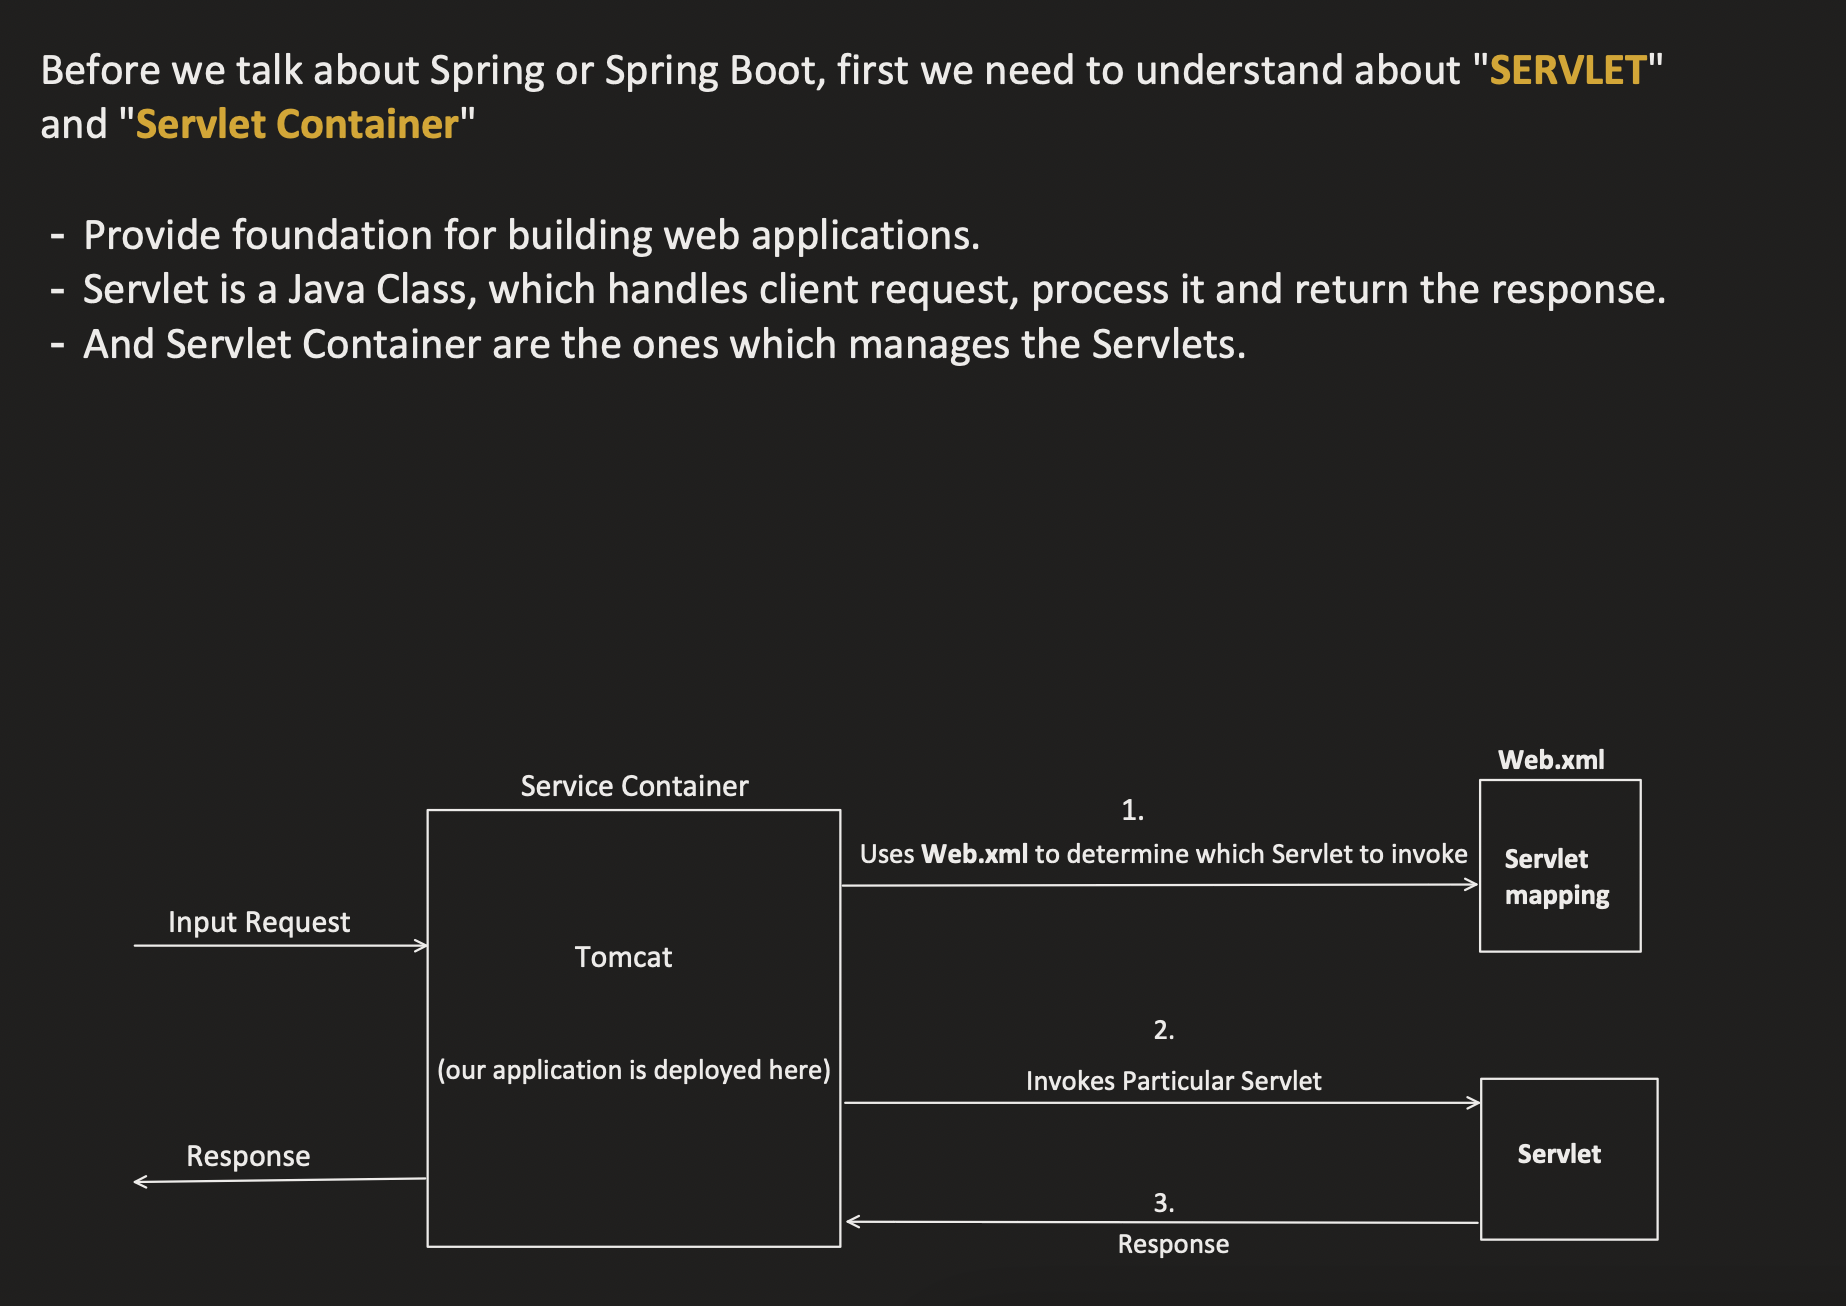 Before we talk about Spring or Spring Boot, first we need to understand about "SERVLET"
and "Servlet Container"
- Provide foundation for building web applications.
- Servlet is a Java Class, which handles client request, process it and return the response.
- And Servlet Container are the ones which manages the Servlets.
Web.xml
Service Container
1.
Uses Web.xml to determine which Servlet to invoke
Servlet
mapping
Input Request
Tomcat
2.
(our application is deployed here)
Invokes Particular Servlet
Servlet
Response
3.
Response